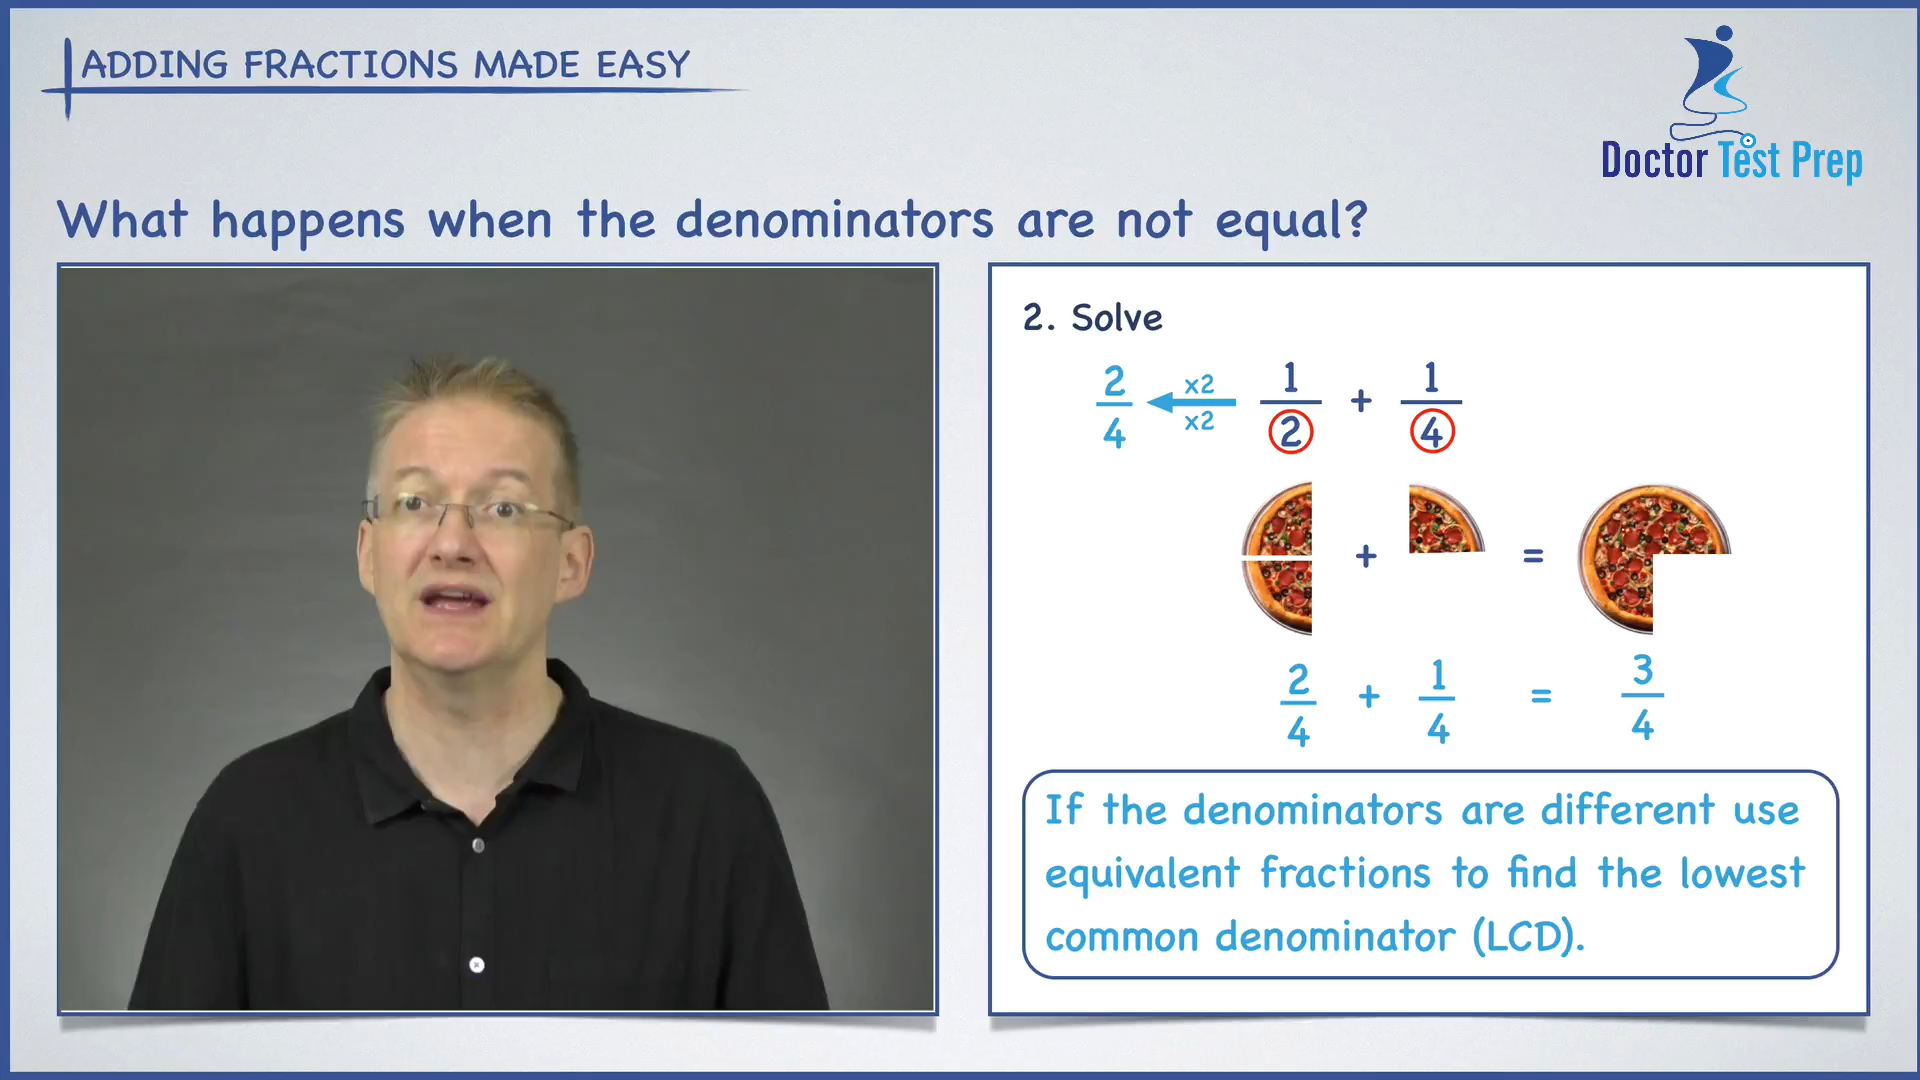 ADDING FRACTIONS MADE EASY
Doctor Test Prep
What happens when the denominators are not equal?
2. Solve
2/4 x2 x2 1/2 + 1/4
+ =
2/4 + 1/4 = 3/4
If the denominators are different use
equivalent fractions to find the lowest
common denominator (LCD).